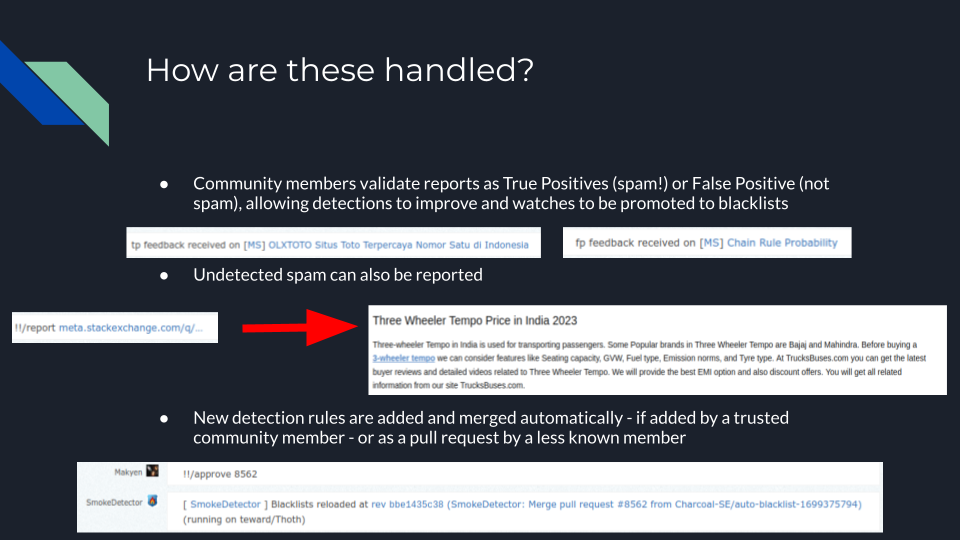 How are these handled?
● Community members validate reports as True Positives (spam!) or False Positive (not
spam), allowing detections to improve and watches to be promoted to blacklists
tp feedback received on [MS] OLXTOTO Situs Toto Terpercaya Nomor Satu di Indonesia
fp feedback received on [MS] Chain Rule Probability
● Undetected spam can also be reported
!!/report meta.stackexchange.com/q/...
Three Wheeler Tempo Price in India 2023
Three-wheeler Tempo in India is used for transporting passengers. Some Popular brands in Three Wheeler Tempo are Bajaj and Mahindra. Before buying a
3-wheeler tempo we can consider features like Seating capacity, GVW, Fuel type, Emission norms, and Tyre type. At TrucksBuses.com you can get the latest
buyer reviews and detailed videos related to Three Wheeler Tempo. We will provide the best EMI option and also discount offers. You will get all related
information from our site TrucksBuses.com.
● New detection rules are added and merged automatically - if added by a trusted
community member - or as a pull request by a less known member
Makyen !!/approve 8562
SmokeDetector [ SmokeDetector ] Blacklists reloaded at rev bbe1435c38 (SmokeDetector: Merge pull request #8562 from Charcoal-SE/auto-blacklist-1699375794)
(running on teward/Thoth)